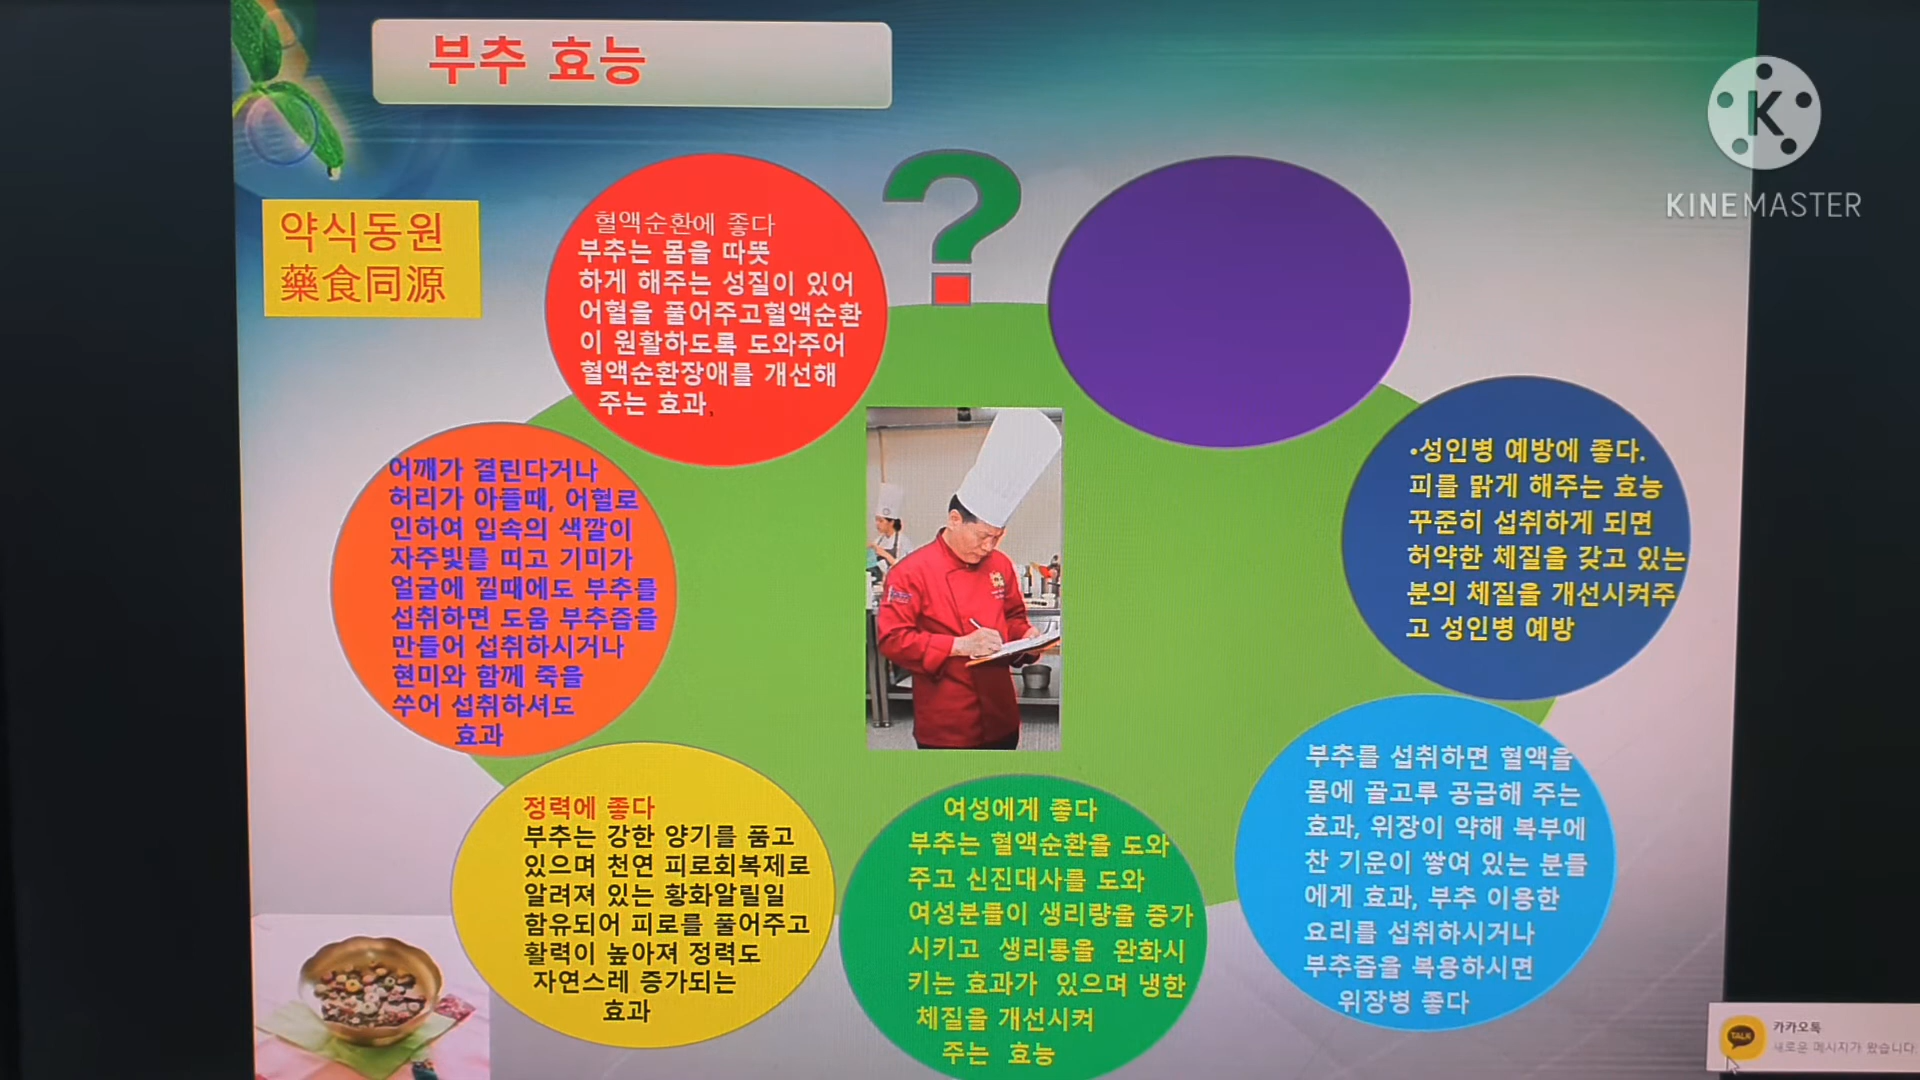 부추 효능
KINEMASTER
약식동원
藥食同源
혈액순환에 좋다
부추는 몸을 따뜻
하게 해주는 성질이 있어
어혈을 풀어주고혈액순환
이 원활하도록 도와주어
혈액순환장애를 개선해
주는 효과,
어깨가 결린다거나
허리가 아플때, 어혈로
인하여 입속의 색깔이
자주빛를 띠고 기미가
얼굴에 낄때에도 부추를
섭취하면 도움 부추즙을
만들어 섭취하시거나
현미와 함께 죽을
쑤어 섭취하셔도
효과
정력에 좋다
부추는 강한 양기를 품고
있으며 천연 피로회복제로
알려져 있는 황화알릴일
함유되어 피로를 풀어주고
활력이 높아져 정력도
자연스레 증가되는
효과
여성에게 좋다
부추는 혈액순환을 도와
주고 신진대사를 도와
여성분들이 생리량을 증가
시키고 생리통을 완화시
키는 효과가 있으며 냉한
체질을 개선시켜
주는 효능
부추를 섭취하면 혈액을
몸에 골고루 공급해 주는
효과, 위장이 약해 복부에
찬 기운이 쌓여 있는 분들
에게 효과, 부추 이용한
요리를 섭취하시거나
부추즙을 복용하시면
위장병 좋다
•성인병 예방에 좋다.
피를 맑게 해주는 효능
꾸준히 섭취하게 되면
허약한 체질을 갖고 있는
분의 체질을 개선시켜주
고 성인병 예방
?
K
TALK
카카오톡
새로운 메시지가 왔습니다.